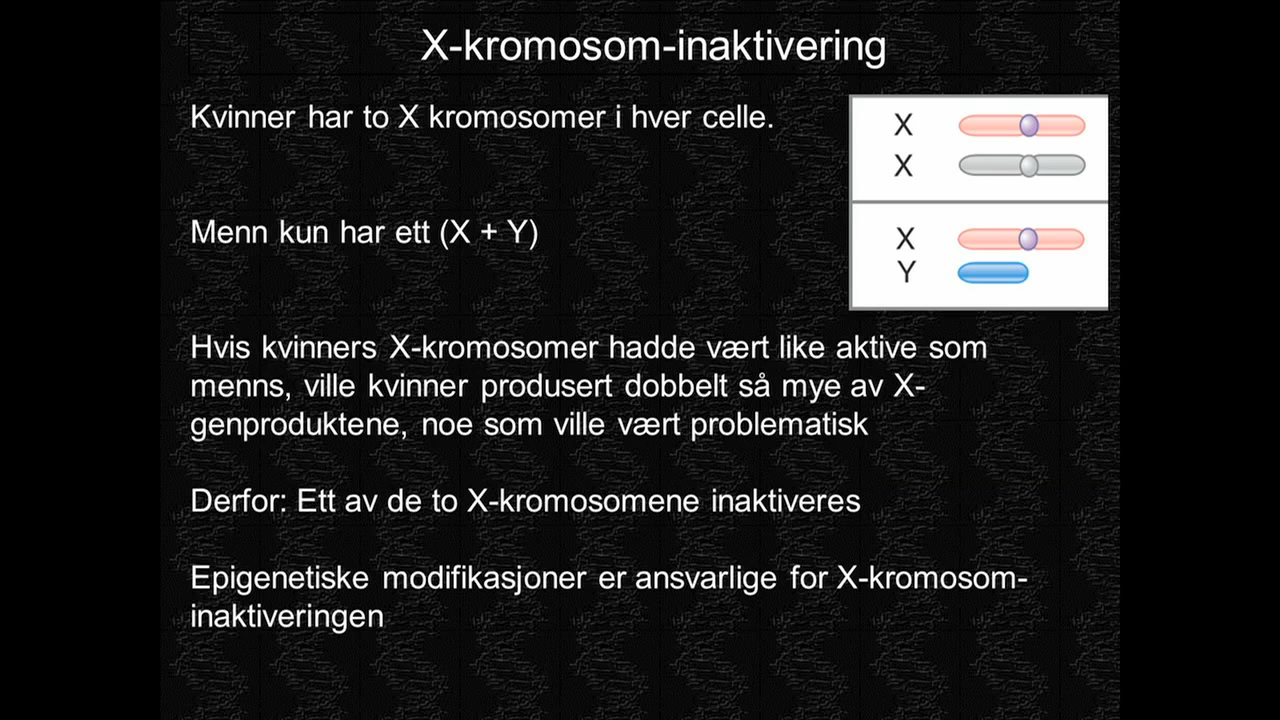 X-kromosom-inaktivering
Kvinner har to X kromosomer i hver celle.
X
X
Menn kun har ett (X + Y)
X
Y
Hvis kvinners X-kromosomer hadde vært like aktive som
menns, ville kvinner produsert dobbelt så mye av X-
genproduktene, noe som ville vært problematisk
Derfor: Ett av de to X-kromosomene inaktiveres
Epigenetiske modifikasjoner er ansvarlige for X-kromosom-
inaktiveringen